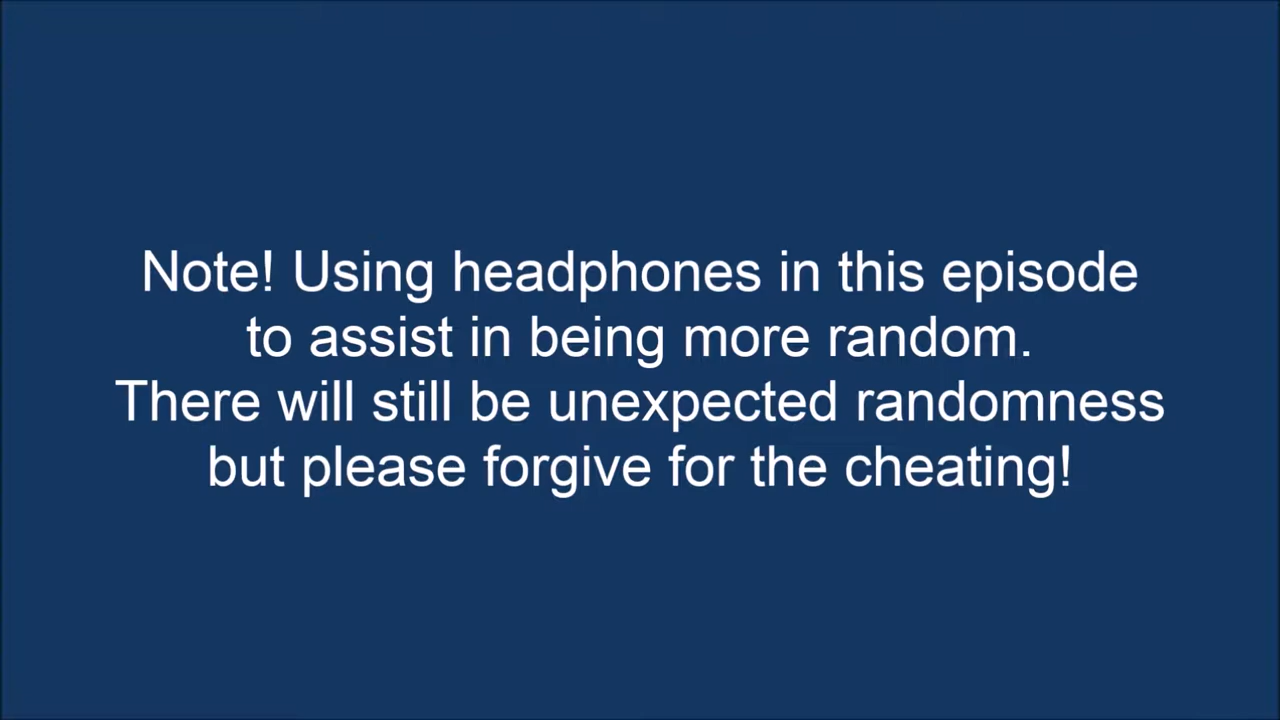 Note! Using headphones in this episode
to assist in being more random.
There will still be unexpected randomness
but please forgive for the cheating!